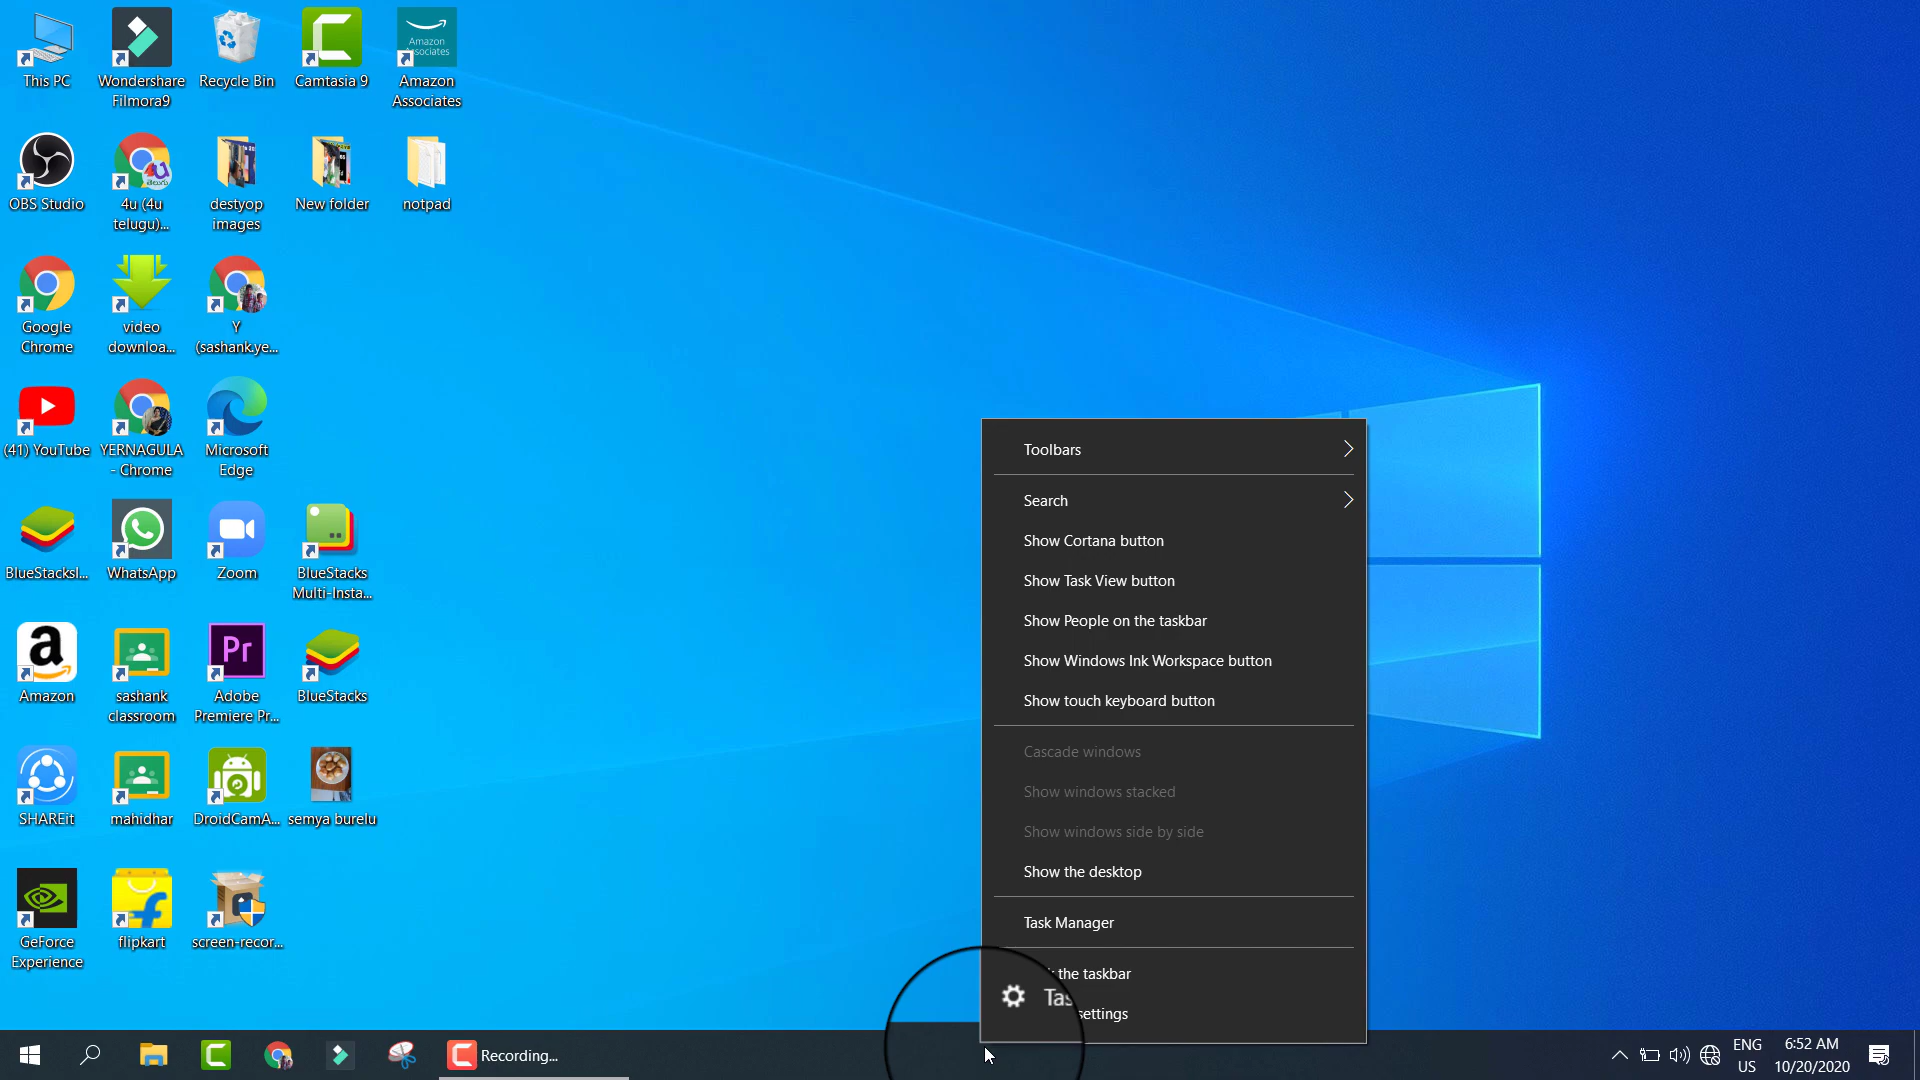 This PC
Wondershare
Filmora9
Recycle Bin
Camtasia 9
Amazon
Associates
Amazon
Associates
OBS Studio
4u (4u
telugu)...
destyop
images
New folder
notpad
Google
Chrome
video
downloa...
Y
(sashank.ye...
(41) YouTube
YERNAGULA
- Chrome
Microsoft
Edge
BlueStacksI...
WhatsApp
Zoom
BlueStacks
Multi-Insta...
Amazon
sashank
classroom
Pr
Adobe
Premiere Pr...
BlueStacks
SHAREit
mahidhar
DroidCamA...
semya burelu
GeForce
Experience
flipkart
screen-recor...
Toolbars
Search
Show Cortana button
Show Task View button
Show People on the taskbar
Show Windows Ink Workspace button
Show touch keyboard button
Cascade windows
Show windows stacked
Show windows side by side
Show the desktop
Task Manager
the taskbar
Tas
settings
Recording...
ENG
US
6:52 AM
10/20/2020